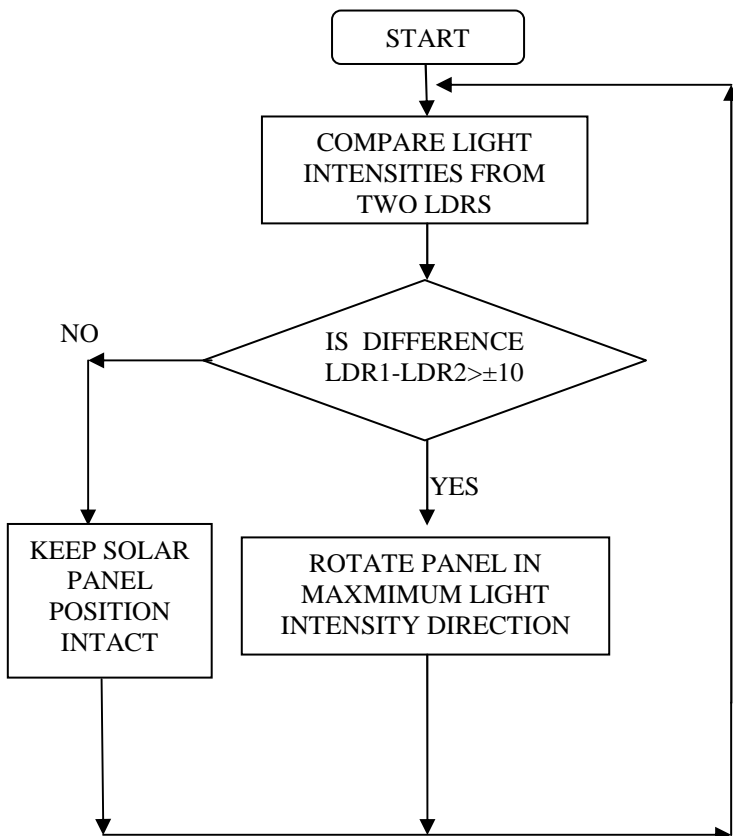 START
COMPARE LIGHT
INTENSITIES FROM
TWO LDRS
IS DIFFERENCE
LDR1-LDR2>±10
NO
YES
KEEP SOLAR
PANEL
POSITION
INTACT
ROTATE PANEL IN
MAXMIMUM LIGHT
INTENSITY DIRECTION